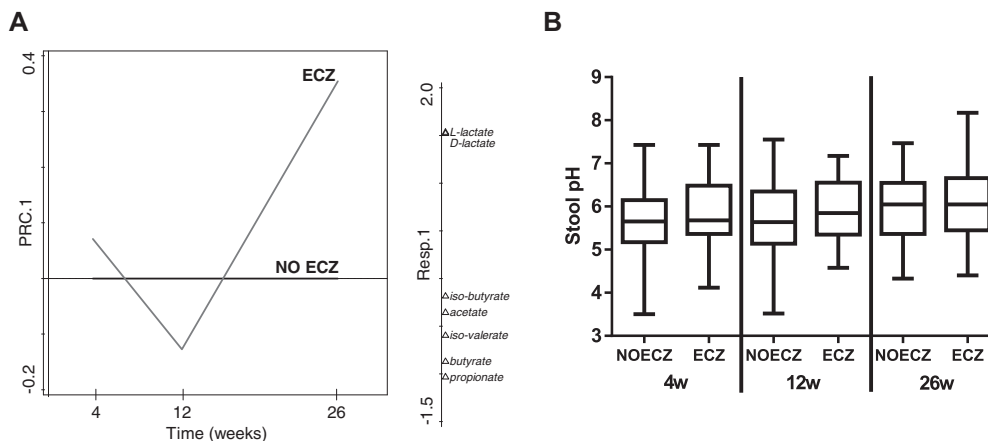 A
0.4
ECZ
PRC.1
NO ECZ
-0.2
4 12 26
Time (weeks)
2.0
L-lactate
D-lactate
Resp.1
iso-butyrate
acetate
iso-valerate
butyrate
propionate
-1.5
B
9
8
7
6
5
4
3
Stool pH
NOECZ ECZ NOECZ ECZ NOECZ ECZ
4w 12w 26w